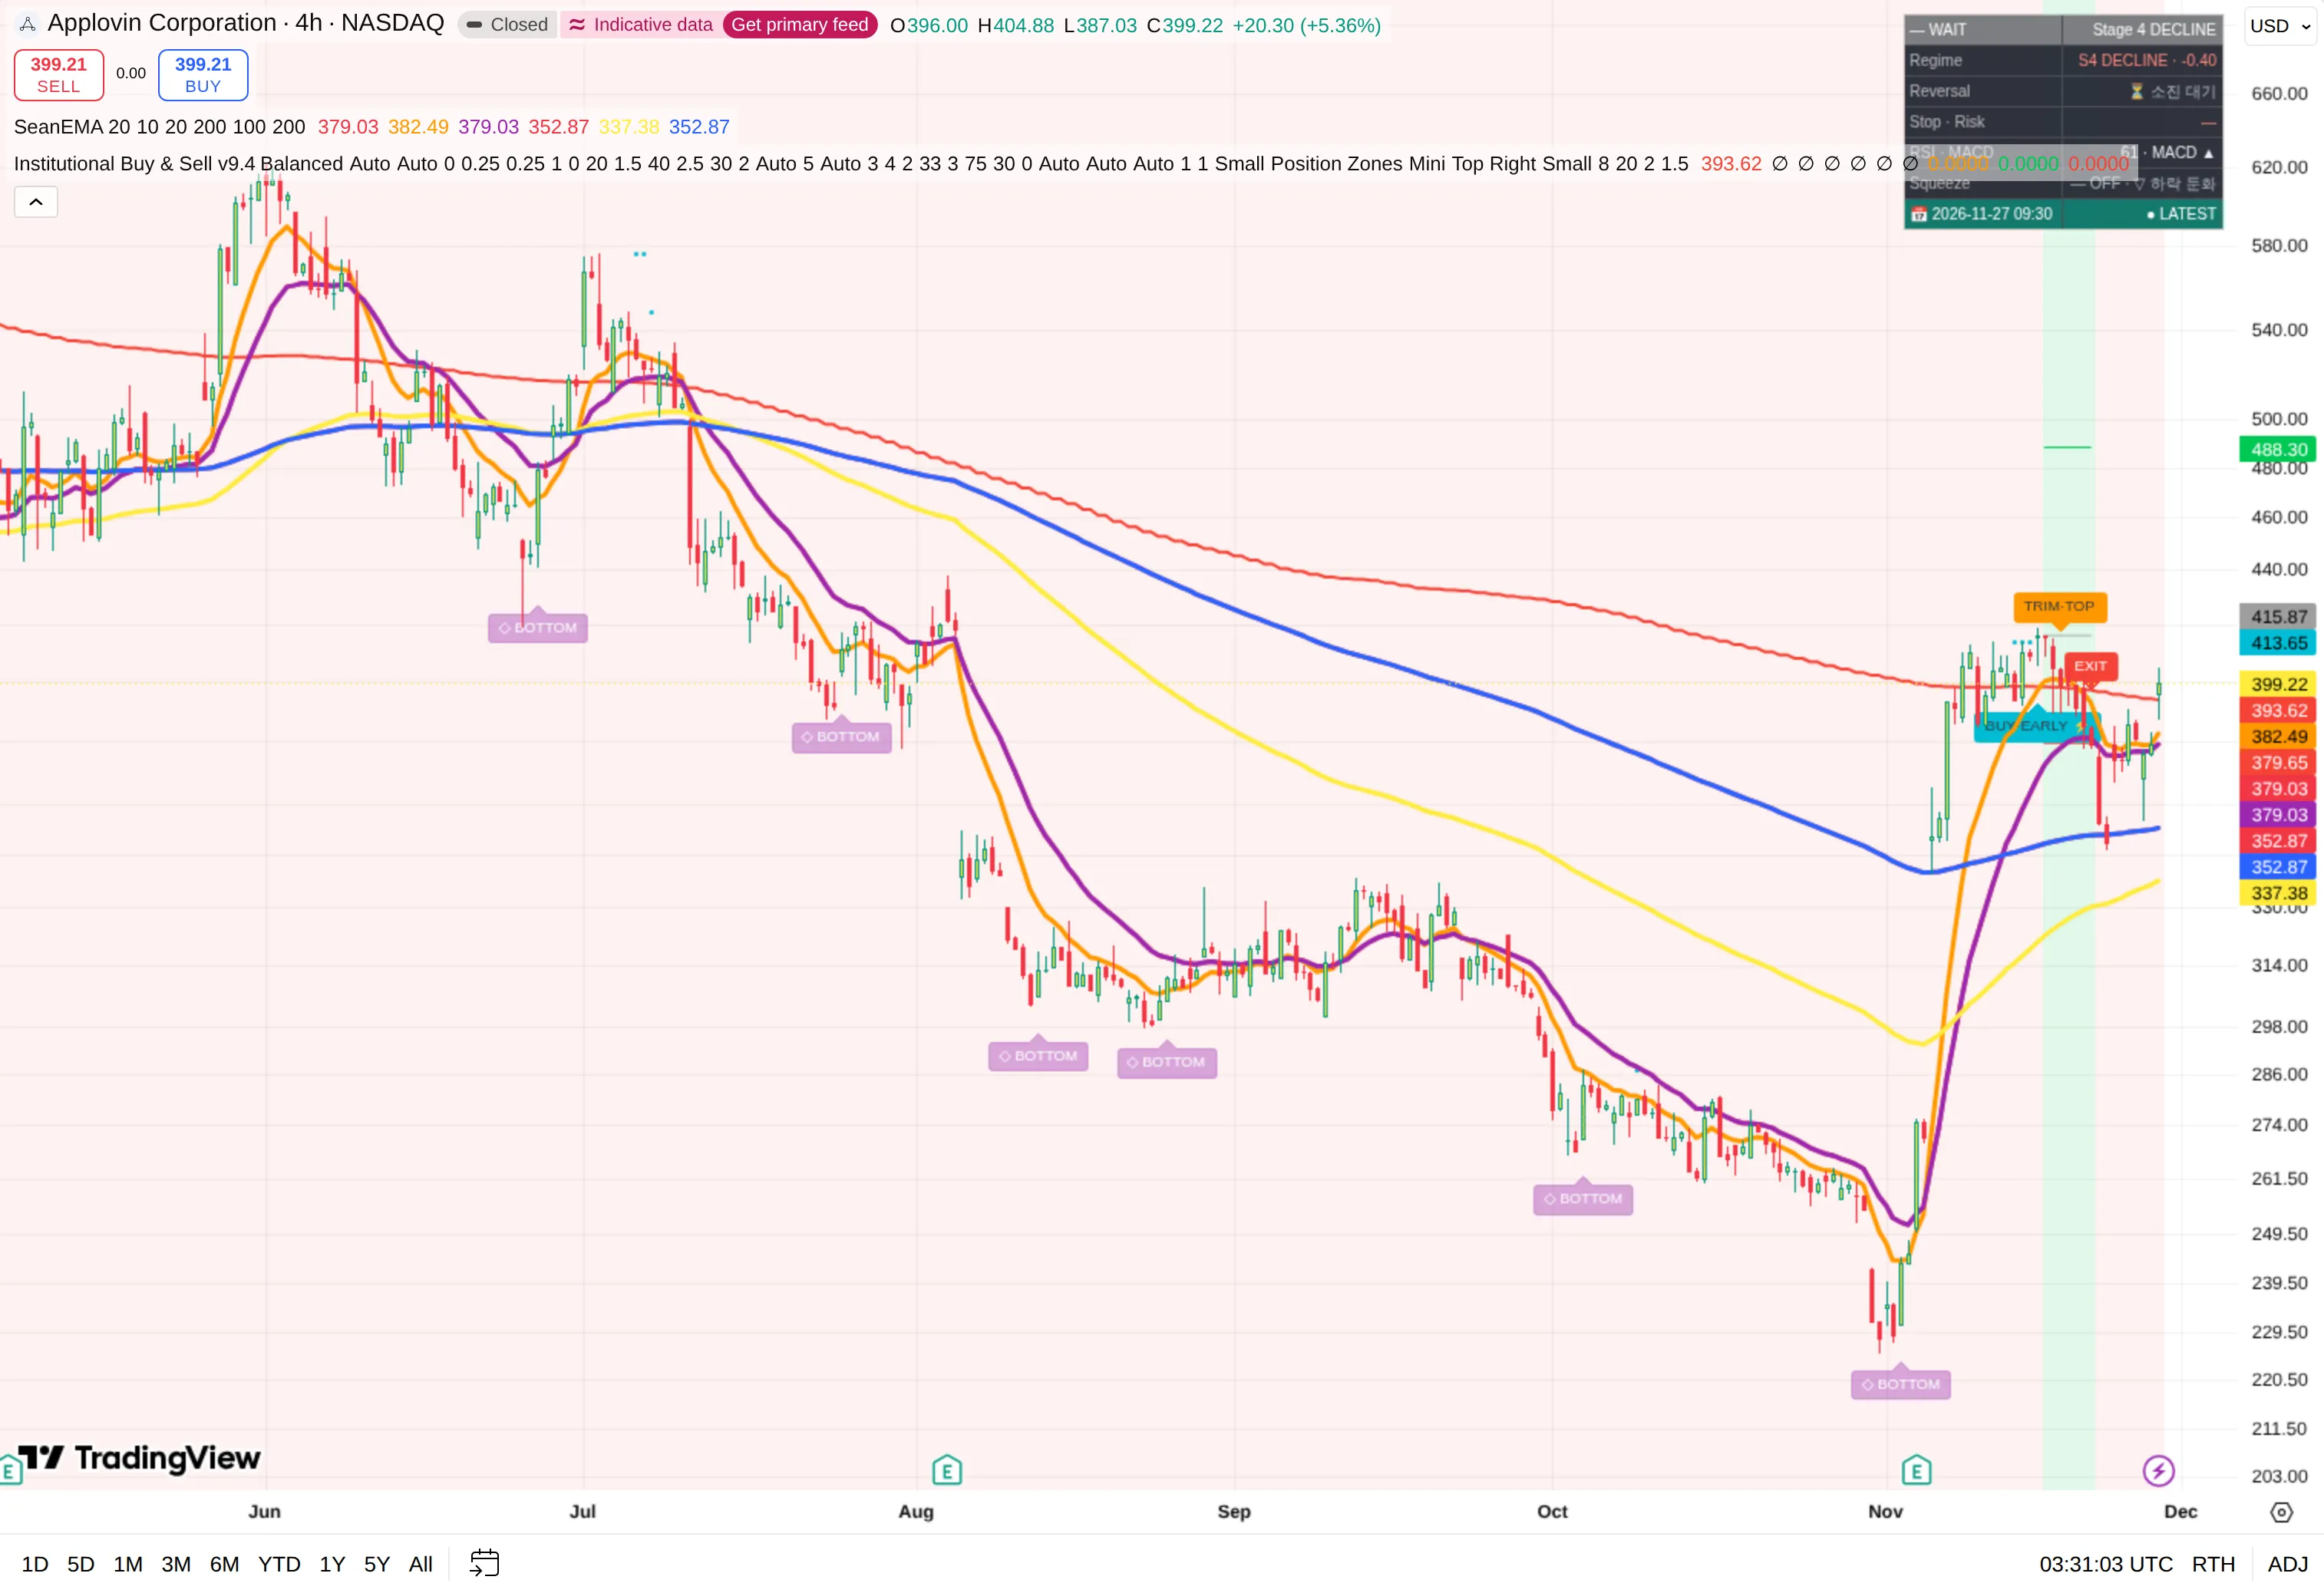 Applovin Corporation · 4h · NASDAQ Closed Indicative data Get primary feed O396.00 H404.88 L387.03 C399.22 +20.30 (+5.36%)
399.21 SELL 0.00 399.21 BUY
SeanEMA 20 10 20 200 100 200 379.03 382.49 379.03 352.87 337.38 352.87
Institutional Buy & Sell v9.4 Balanced Auto Auto 0 0.25 0.25 1 0 20 1.5 40 2.5 30 2 Auto 5 Auto 3 4 2 33 3 75 30 0 Auto Auto Auto 1 1 Small Position Zones Mini Top Right Small 8 20 2 1.5 393.62 ∅ ∅ ∅ ∅ ∅ ∅ 0.0000 0.0000 0.0000
— WAIT Stage 4 DECLINE
Regime S4 DECLINE · -0.40
Reversal ⏳ 소진 대기
Stop · Risk —
RSI · MACD 61 · MACD ▲
Squeeze — OFF · ▽ 하락 둔화
📅 2026-11-27 09:30 ● LATEST
USD
660.00
620.00
580.00
540.00
500.00
488.30
480.00
460.00
440.00
415.87
413.65
399.22
393.62
382.49
379.65
379.03
379.03
352.87
352.87
337.38
330.00
314.00
298.00
286.00
274.00
261.50
249.50
239.50
229.50
220.50
211.50
203.00
◇ BOTTOM
◇ BOTTOM
◇ BOTTOM
◇ BOTTOM
◇ BOTTOM
◇ BOTTOM
TRIM-TOP
EXIT
BUY-EARLY ⚡
TradingView
E
E
E
Jun Jul Aug Sep Oct Nov Dec
1D 5D 1M 3M 6M YTD 1Y 5Y All 03:31:03 UTC RTH ADJ